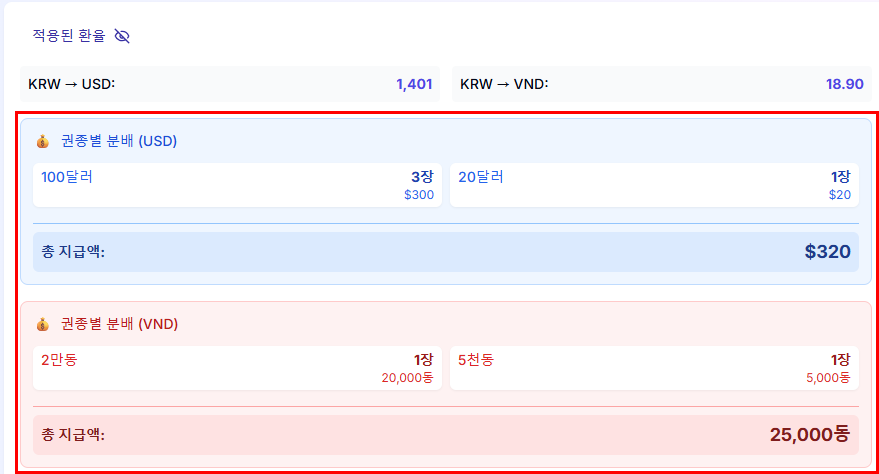 적용된 환율
KRW → USD: 1,401
KRW → VND: 18.90
권종별 분배 (USD)
100달러 3장
$300
20달러 1장
$20
총 지급액: $320
권종별 분배 (VND)
2만동 1장
20,000동
5천동 1장
5,000동
총 지급액: 25,000동